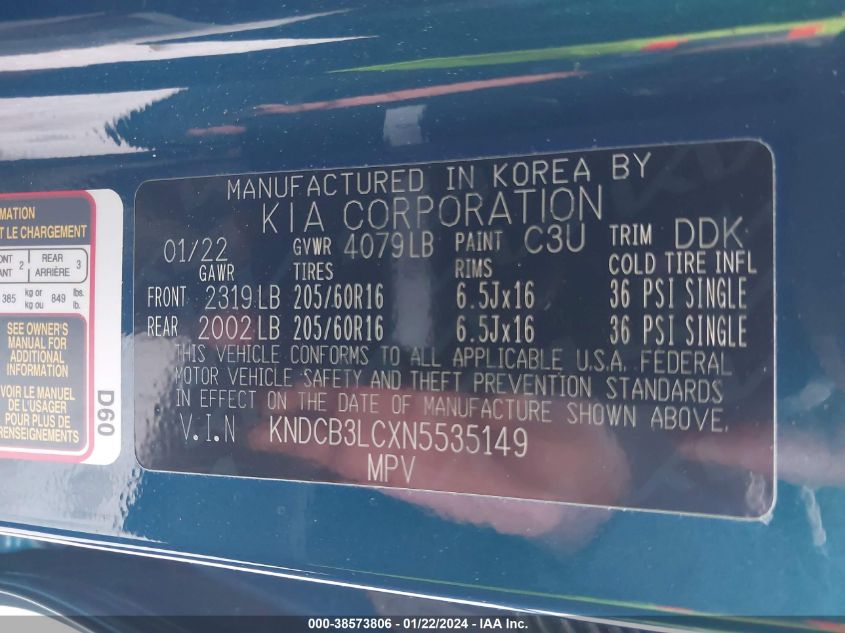 MANUFACTURED IN KOREA BY
KIA CORPORATION
01/22 GVWR 4079LB PAINT C3U TRIM DDK
GAWR TIRES RIMS COLD TIRE INFL
FRONT 2319LB 205/60R16 6.5Jx16 36 PSI SINGLE
REAR 2002LB 205/60R16 6.5Jx16 36 PSI SINGLE
THIS VEHICLE CONFORMS TO ALL APPLICABLE U.S.A. FEDERAL
MOTOR VEHICLE SAFETY AND THEFT PREVENTION STANDARDS
IN EFFECT ON THE DATE OF MANUFACTURE SHOWN ABOVE.
V.I.N KNDCB3LCXN5535149
MPV
LE CHARGEMENT
2 REAR 3
ARRIÈRE
385 kg or 849 lbs.
kg ou lb.
SEE OWNER'S
MANUAL FOR
ADDITIONAL
INFORMATION
VOIR LE MANUEL
DE L'USAGER
POUR PLUS DE
D60
000-38573806 - 01/22/2024 - IAA Inc.